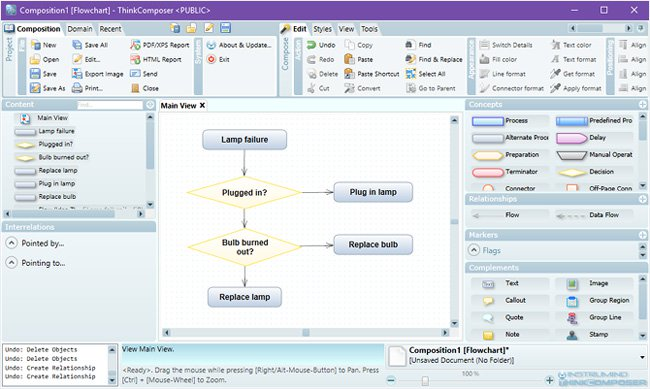 Composition1 [Flowchart] - ThinkComposer <PUBLIC>
Composition Domain Recent
Edit Styles View Tools
Project
File
New
Open
Save
Save As
Save All
Edit...
Export Image
Print...
PDF/XPS Report
HTML Report
Send
Close
System
About & Update...
Exit
Compose
Actions
Undo
Redo
Cut
Delete
Copy
Paste
Paste Shortcut
Convert
Find
Find & Replace
Select All
Go to Parent
Appearance
Switch Details
Fill color
Line format
Connector format
Text color
Text format
Get format
Apply format
Positioning
Align
Align
Align
Align
Content
Find...
Main View
Lamp failure
Plugged in?
Bulb burned out?
Replace lamp
Plug in lamp
Replace bulb
Interrelations
Pointed by...
Pointing to...
Main View
Lamp failure
Plugged in?
Plug in lamp
Bulb burned
out?
Replace bulb
Replace lamp
Concepts
Process
Predefined Pro
Alternate Proce
Delay
Preparation
Manual Operat
Terminator
Decision
Connector
Off-Page Conn
Relationships
Flow
Data Flow
Markers
Flags
Complements
Text
Image
Callout
Group Region
Quote
Group Line
Note
Stamp
Undo: Delete Objects
Undo: Delete Objects
Undo: Create Relationship
Undo: Create Relationship
View Main View.
<Ready>. Drag the mouse while pressing [Right/Alt-Mouse-Button] to Pan. Press
[Ctrl] + [Mouse-Wheel] to Zoom.
Composition1 [Flowchart]*
[Unsaved Document (No Folder)]
100 %
INSTRUMIND
THINKCOMPOSER